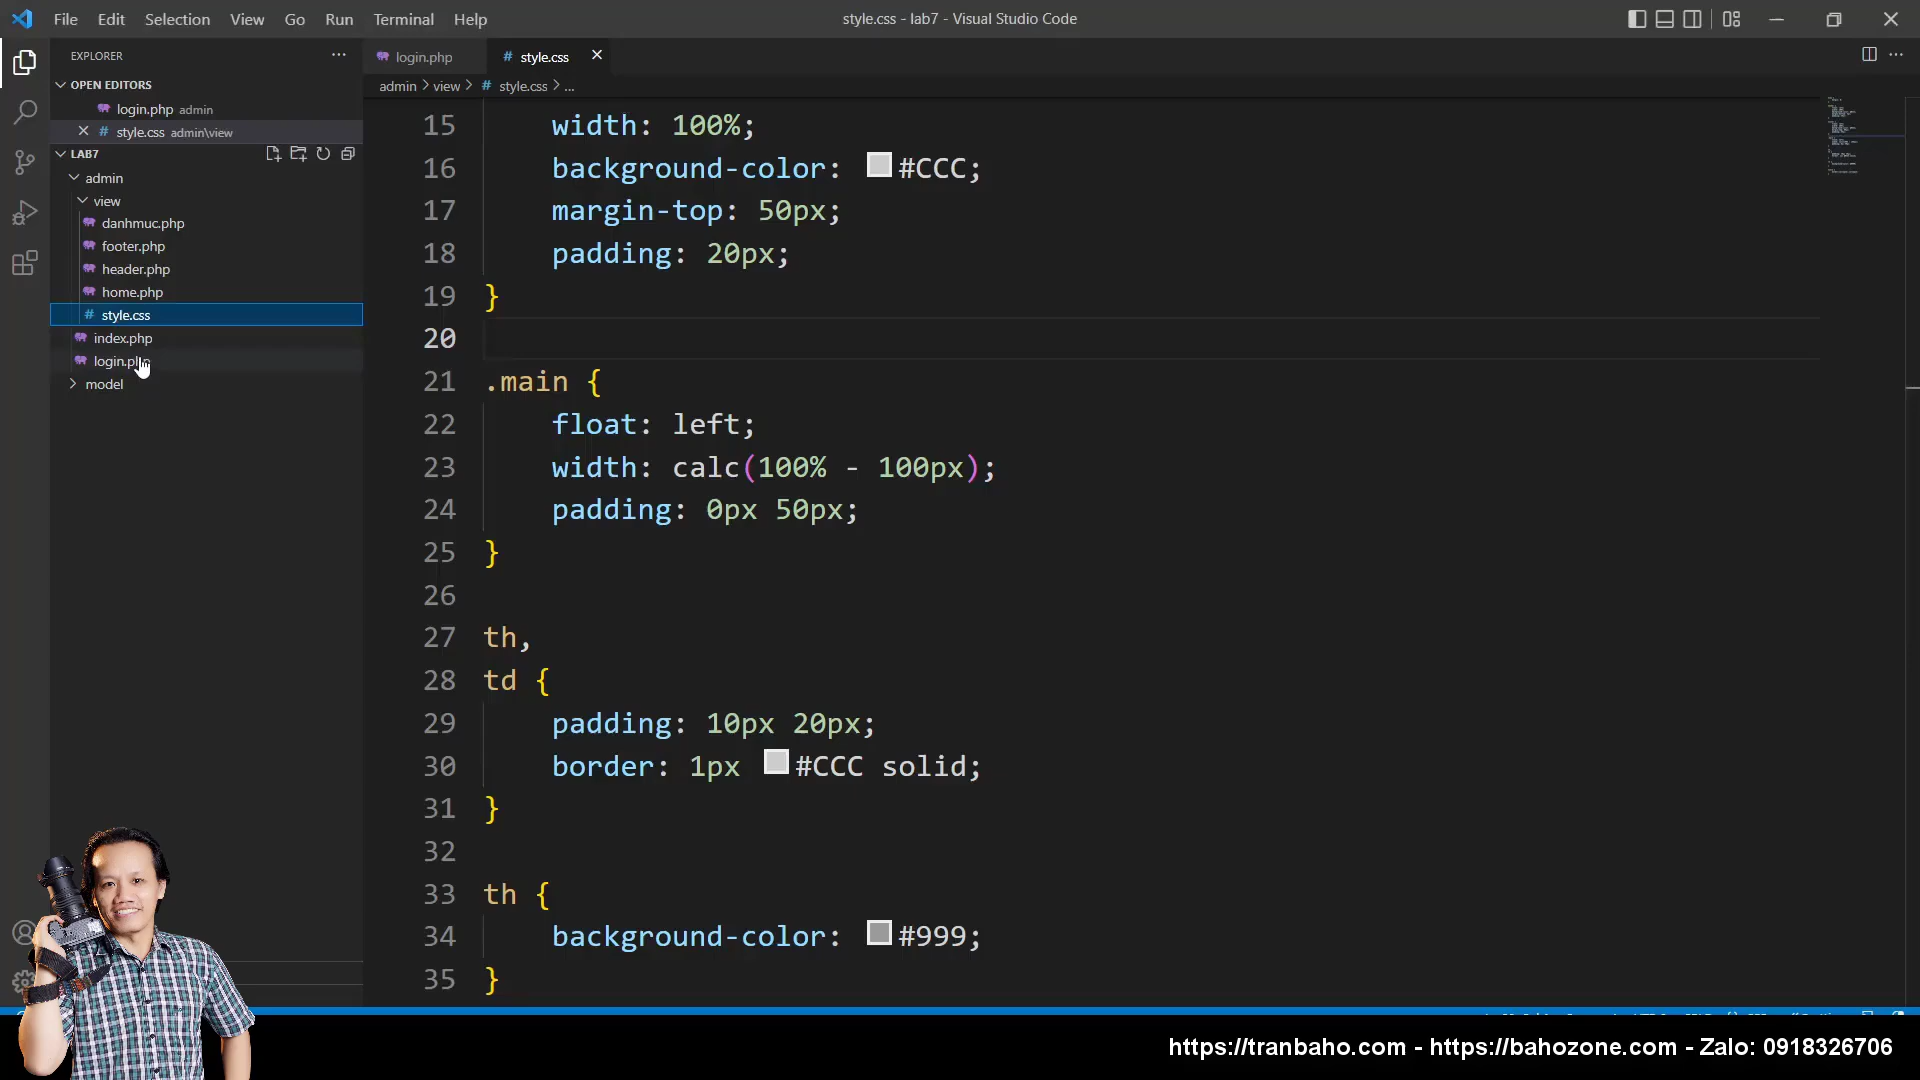 File Edit Selection View Go Run Terminal Help
style.css - lab7 - Visual Studio Code
EXPLORER
OPEN EDITORS
login.php admin
style.css admin\view
LAB7
admin
view
danhmuc.php
footer.php
header.php
home.php
style.css
index.php
login.php
model
login.php
# style.css
admin > view > # style.css > ...
15 width: 100%;
16 background-color: #CCC;
17 margin-top: 50px;
18 padding: 20px;
19 }
20
21 .main {
22 float: left;
23 width: calc(100% - 100px);
24 padding: 0px 50px;
25 }
26
27 th,
28 td {
29 padding: 10px 20px;
30 border: 1px #CCC solid;
31 }
32
33 th {
34 background-color: #999;
35 }
https://tranbaho.com - https://bahozone.com - Zalo: 0918326706